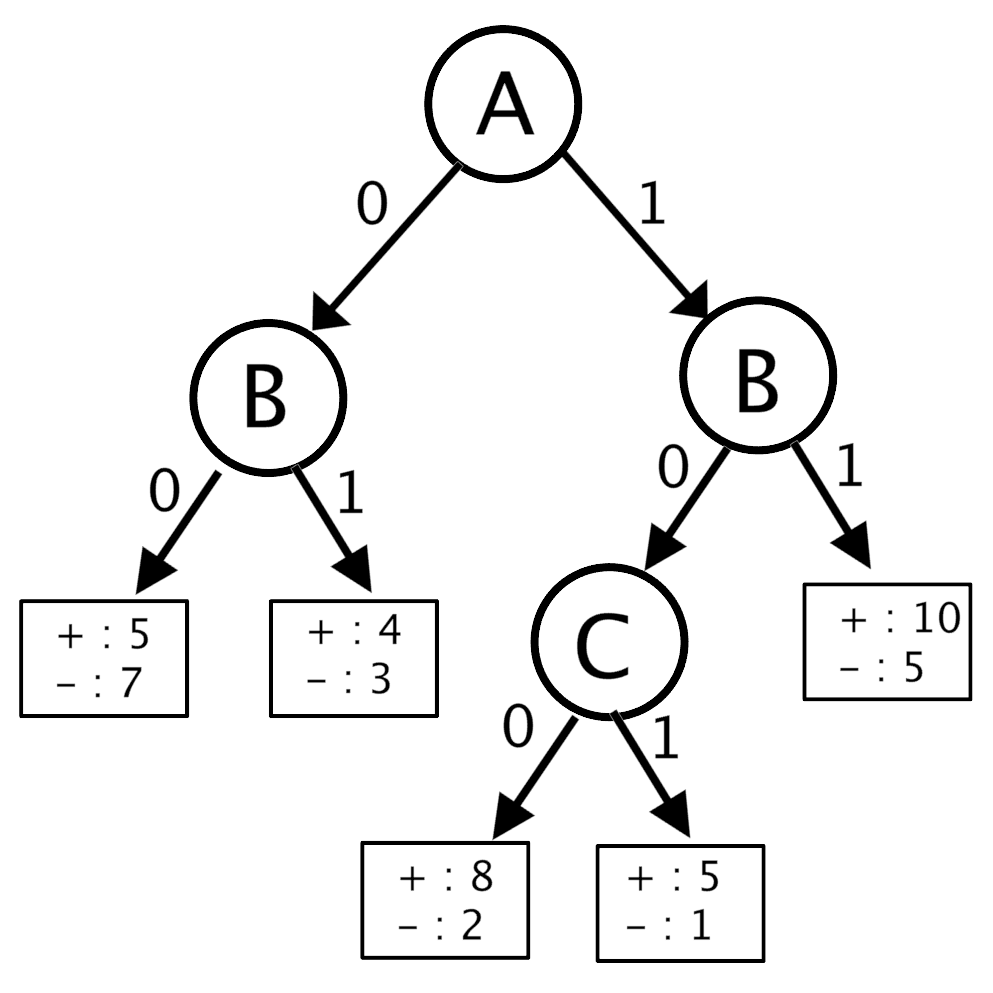 A
0
1
B
B
0
1
0
1
+ : 5
– : 7
+ : 4
– : 3
C
+ : 10
– : 5
0
1
+ : 8
– : 2
+ : 5
– : 1